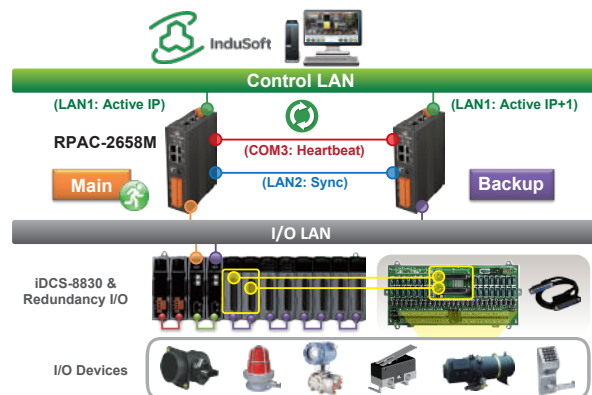 InduSoft
Control LAN
(LAN1: Active IP)
(LAN1: Active IP+1)
RPAC-2658M
(COM3: Heartbeat)
(LAN2: Sync)
Main
Backup
I/O LAN
iDCS-8830 &
Redundancy I/O
I/O Devices